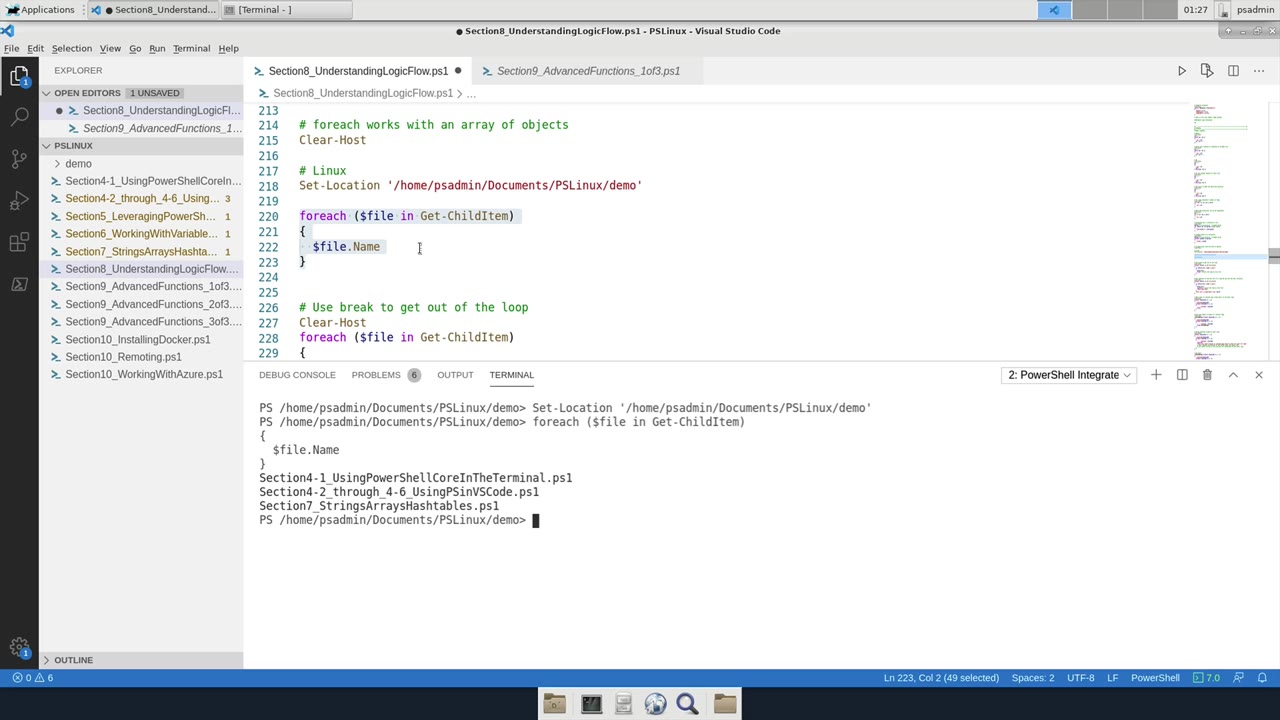 Applications
Section8_Understand...
[Terminal - ]
01:27
psadmin
● Section8_UnderstandingLogicFlow.ps1 - PSLinux - Visual Studio Code
File Edit Selection View Go Run Terminal Help
EXPLORER
Section8_UnderstandingLogicFlow.ps1 ●
Section9_AdvancedFunctions_1of3.ps1
OPEN EDITORS 1 UNSAVED
Section8_UnderstandingLogicFlow.ps1 > ...
● Section8_UnderstandingLogicFl...
Section9_AdvancedFunctions_1...
PSLINUX
demo
Section4-1_UsingPowerShellCoreIn...
Section4-2_through_4-6_Using... 3
Section5_LeveragingPowerSh... 1
Section6_WorkingWithVariable... 1
Section7_StringsArraysHashta... 1
Section8_UnderstandingLogicFlow....
Section9_AdvancedFunctions_1of3....
Section9_AdvancedFunctions_2of3....
Section9_AdvancedFunctions_3of3....
Section10_InstallingDocker.ps1
Section10_Remoting.ps1
Section10_WorkingWithAzure.ps1
OUTLINE
213
214 # foreach works with an array of objects
215 Clear-Host
216
217 # Linux
218 Set-Location '/home/psadmin/Documents/PSLinux/demo'
219
220 foreach ($file in Get-ChildItem)
221 {
222 $file.Name
223 }
224
225
226 # Use break to get out of the loop
227 Clear-Host
228 foreach ($file in Get-ChildItem)
229 {
DEBUG CONSOLE PROBLEMS 6 OUTPUT TERMINAL
2: PowerShell Integrate
PS /home/psadmin/Documents/PSLinux/demo> Set-Location '/home/psadmin/Documents/PSLinux/demo'
PS /home/psadmin/Documents/PSLinux/demo> foreach ($file in Get-ChildItem)
{
$file.Name
}
Section4-1_UsingPowerShellCoreInTheTerminal.ps1
Section4-2_through_4-6_UsingPSinVSCode.ps1
Section7_StringsArraysHashtables.ps1
PS /home/psadmin/Documents/PSLinux/demo>
0 6
Ln 223, Col 2 (49 selected) Spaces: 2 UTF-8 LF PowerShell 7.0